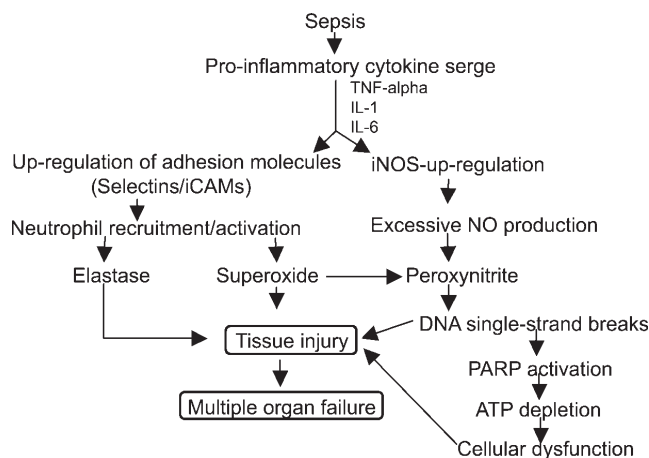 Sepsis
Pro-inflammatory cytokine serge
TNF-alpha
IL-1
IL-6
Up-regulation of adhesion molecules
(Selectins/iCAMs)
iNOS-up-regulation
Neutrophil recruitment/activation
Excessive NO production
Elastase
Superoxide
Peroxynitrite
DNA single-strand breaks
Tissue injury
PARP activation
Multiple organ failure
ATP depletion
Cellular dysfunction